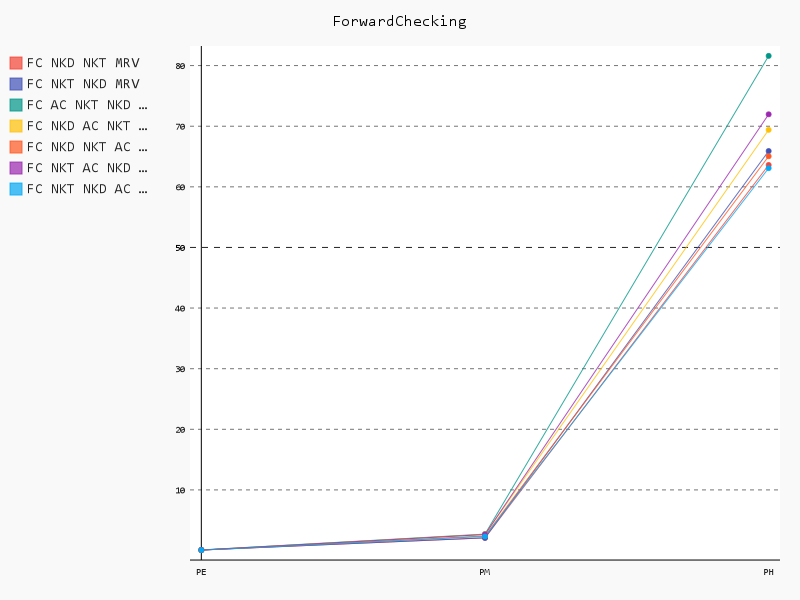 ForwardChecking
FC NKD NKT MRV
FC NKT NKD MRV
FC AC NKT NKD …
FC NKD AC NKT …
FC NKD NKT AC …
FC NKT AC NKD …
FC NKT NKD AC …
80
70
60
50
40
30
20
10
PE PM PH